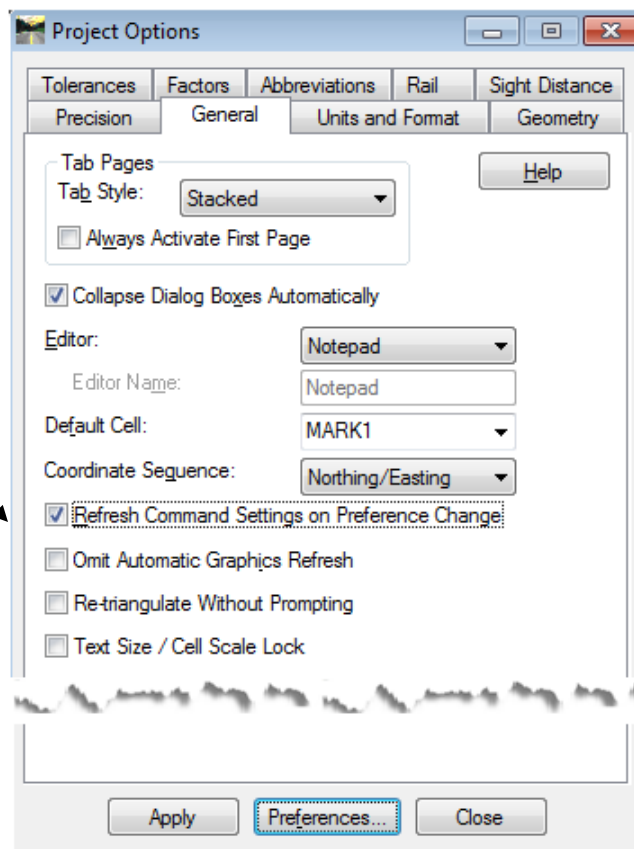 Project Options
Tolerances Factors Abbreviations Rail Sight Distance
Precision General Units and Format Geometry
Tab Pages
Help
Tab Style: Stacked
Always Activate First Page
Collapse Dialog Boxes Automatically
Editor: Notepad
Editor Name: Notepad
Default Cell: MARK1
Coordinate Sequence: Northing/Easting
Refresh Command Settings on Preference Change
Omit Automatic Graphics Refresh
Re-triangulate Without Prompting
Text Size / Cell Scale Lock
Apply Preferences... Close